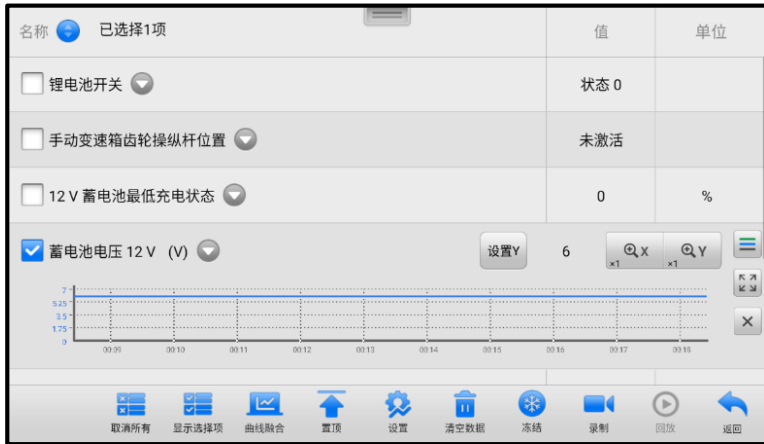 名称 已选择1项 值 单位
锂电池开关 状态 0
手动变速箱齿轮操纵杆位置 未激活
12 V 蓄电池最低充电状态 0 %
蓄电池电压 12 V (V) 设置Y 6 ×1 X ×1 Y
7
5.25
3.5
1.75
0
00:09 00:10 00:11 00:12 00:13 00:14 00:15 00:16 00:17 00:18
取消所有 显示选择项 曲线融合 置顶 设置 清空数据 冻结 录制 回放 返回